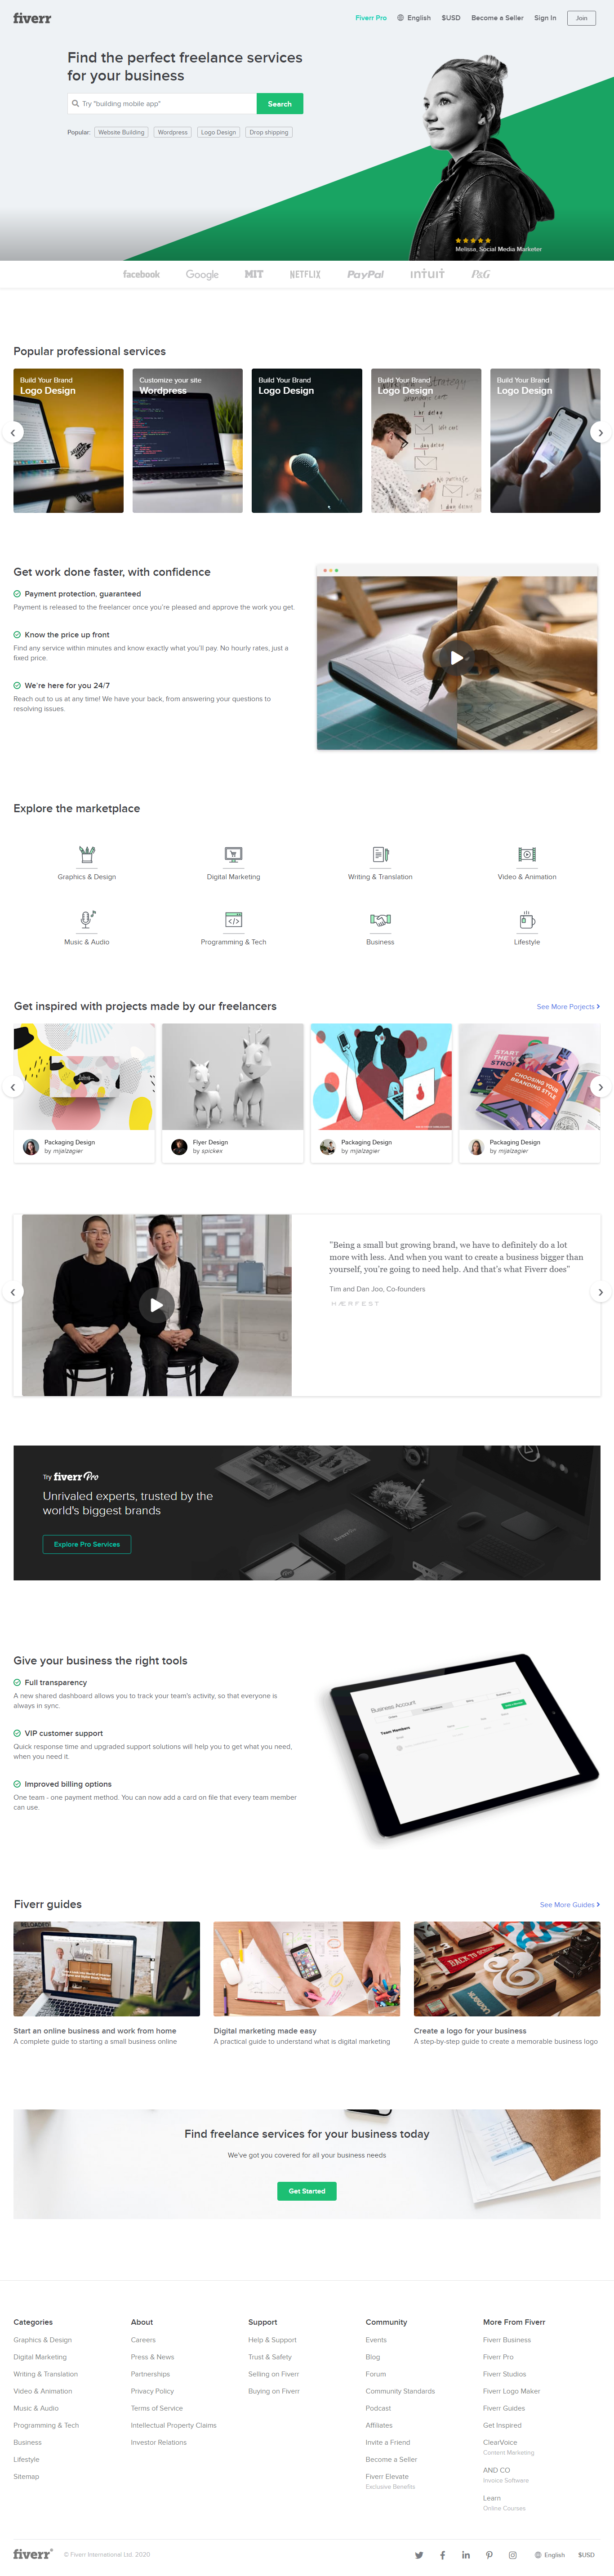 fiverr
Fiverr Pro English $USD Become a Seller Sign In Join
Find the perfect freelance services
for your business
Try "building mobile app" Search
Popular: Website Building Wordpress Logo Design Drop shipping
Melissa, Social Media Marketer
facebook Google MIT NETFLIX PayPal intuit P&G
Popular professional services
Build Your Brand
Logo Design
Customize your site
Wordpress
Build Your Brand
Logo Design
Build Your Brand
Logo Design
Build Your Brand
Logo Design
Get work done faster, with confidence
Payment protection, guaranteed
Payment is released to the freelancer once you're pleased and approve the work you get.
Know the price up front
Find any service within minutes and know exactly what you'll pay. No hourly rates, just a
fixed price.
We're here for you 24/7
Reach out to us at any time! We have your back, from answering your questions to
resolving issues.
Explore the marketplace
Graphics & Design Digital Marketing Writing & Translation Video & Animation
Music & Audio Programming & Tech Business Lifestyle
Get inspired with projects made by our freelancers See More Porjects
Packaging Design
by mjalzagier
Flyer Design
by spickex
Packaging Design
by mjalzagier
START
CHOOSING YOUR
BRANDING STYLE
Packaging Design
by mjalzagier
"Being a small but growing brand, we have to definitely do a lot
more with less. And when you want to create a business bigger than
yourself, you're going to need help. And that's what Fiverr does"
Tim and Dan Joo, Co-founders
HÆRFEST
Try fiverr Pro
Unrivaled experts, trusted by the
world's biggest brands
Explore Pro Services
Give your business the right tools
Full transparency
A new shared dashboard allows you to track your team's activity, so that everyone is
always in sync.
VIP customer support
Quick response time and upgraded support solutions will help you to get what you need,
when you need it.
Improved billing options
One team - one payment method. You can now add a card on file that every team member
can use.
Business Account
Team Members
Fiverr guides See More Guides
Start an online business and work from home
A complete guide to starting a small business online
Digital marketing made easy
A practical guide to understand what is digital marketing
Create a logo for your business
A step-by-step guide to create a memorable business logo
Find freelance services for your business today
We've got you covered for all your business needs
Get Started
Categories
Graphics & Design
Digital Marketing
Writing & Translation
Video & Animation
Music & Audio
Programming & Tech
Business
Lifestyle
Sitemap
About
Careers
Press & News
Partnerships
Privacy Policy
Terms of Service
Intellectual Property Claims
Investor Relations
Support
Help & Support
Trust & Safety
Selling on Fiverr
Buying on Fiverr
Community
Events
Blog
Forum
Community Standards
Podcast
Affiliates
Invite a Friend
Become a Seller
Fiverr Elevate
Exclusive Benefits
More From Fiverr
Fiverr Business
Fiverr Pro
Fiverr Studios
Fiverr Logo Maker
Fiverr Guides
Get Inspired
ClearVoice
Content Marketing
AND CO
Invoice Software
Learn
Online Courses
fiverr © Fiverr International Ltd. 2020 English $USD